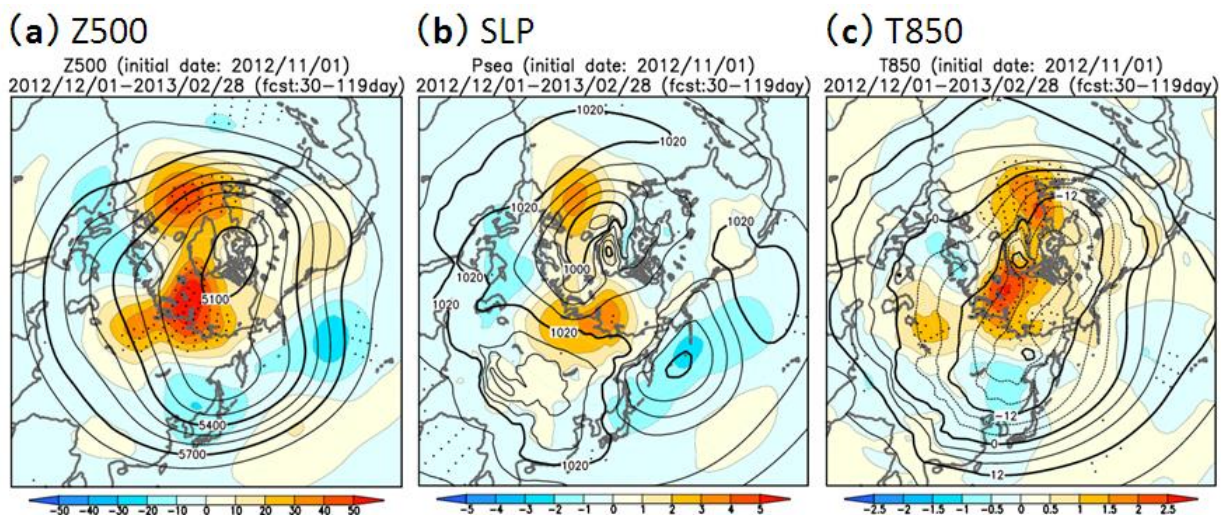 (a) Z500
Z500 (initial date: 2012/11/01)
2012/12/01-2013/02/28 (fcst:30-119day)
5100
5400
5700
-50 -40 -30 -20 -10 0 10 20 30 40 50
(b) SLP
Psea (initial date: 2012/11/01)
2012/12/01-2013/02/28 (fcst:30-119day)
1020
1020
1020
1020
1020
1000
1020
1020
1020
-5 -4 -3 -2 -1 0 1 2 3 4 5
(c) T850
T850 (initial date: 2012/11/01)
2012/12/01-2013/02/28 (fcst:30-119day)
12
-12
0
-12
0
12
-2.5 -2 -1.5 -1 -0.5 0 0.5 1 1.5 2 2.5